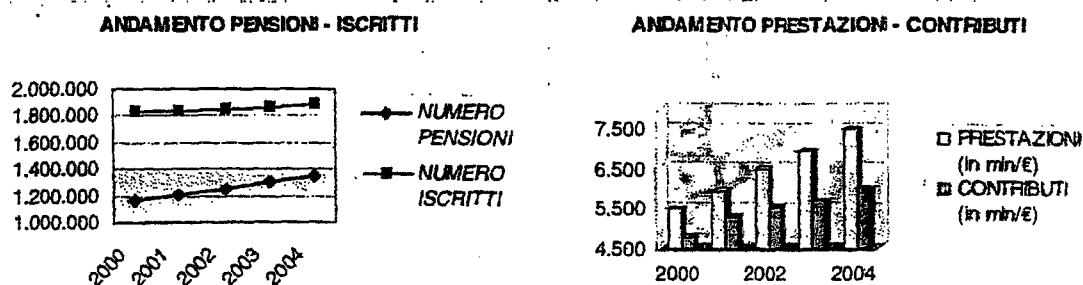 ANDAMENTO PENSIONI - ISCRITTI
2.000.000
1.800.000
1.600.000
1.400.000
1.200.000
1.000.000
2000
2001
2002
2003
2004
NUMERO
PENSIONI
NUMERO
ISCRITTI
ANDAMENTO PRESTAZIONI - CONTRIBUTI
7.500
6.500
5.500
4.500
2000
2002
2004
PRESTAZIONI
(in mln/€)
CONTRIBUTI
(in mln/€)